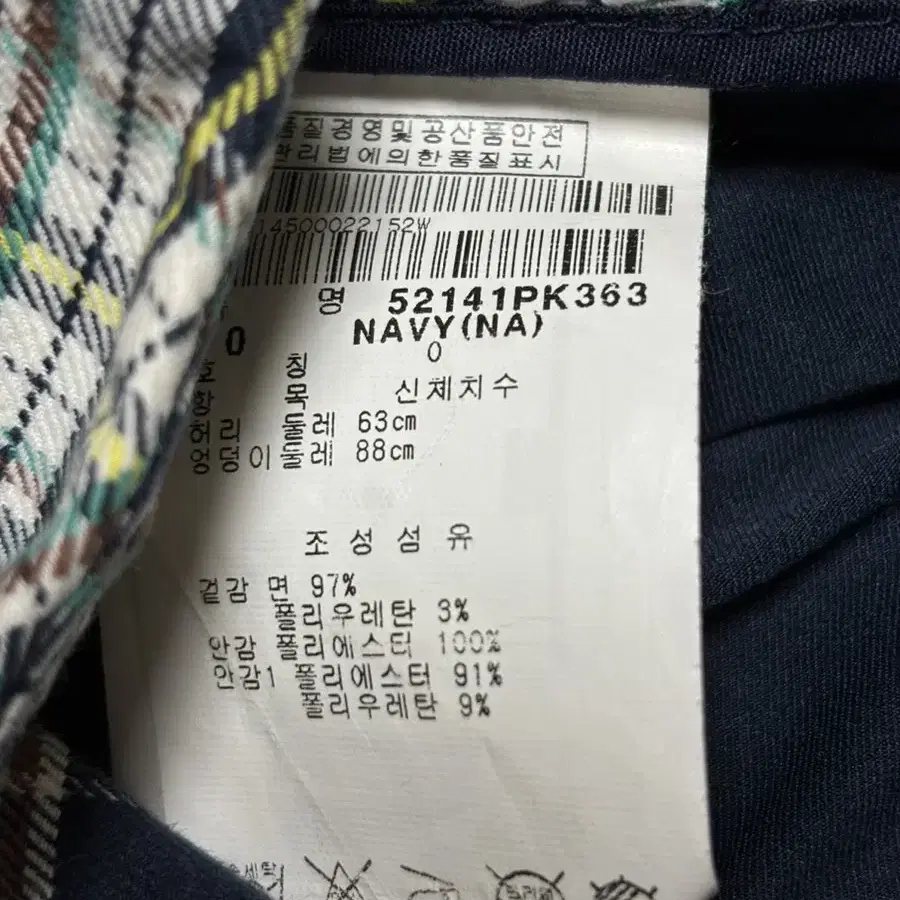 품질경영및공산품안전
관리법에의한품질표시
14500022152W
명 52141PK363
NAVY(NA)
0 0
호 칭
항 목 신체치수
허리 둘레 63cm
엉덩이둘레 88cm
조성섬유
겉감 면 97%
폴리우레탄 3%
안감 폴리에스터 100%
안감1 폴리에스터 91%
폴리우레탄 9%